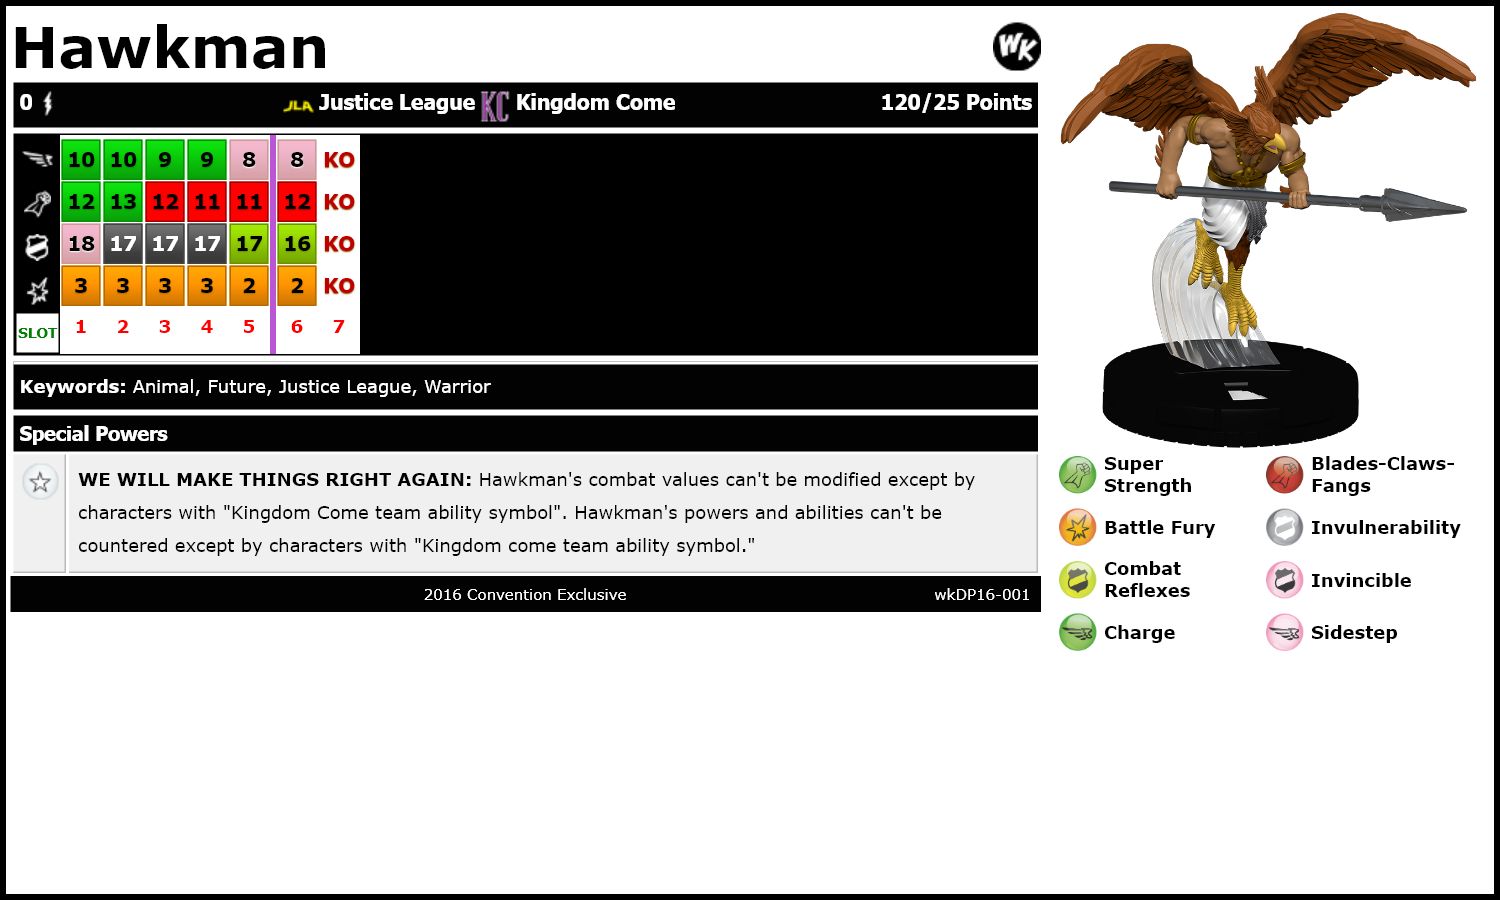 Hawkman
WK
0 JLA Justice League KC Kingdom Come 120/25 Points
10 10 9 9 8 8 KO
12 13 12 11 11 12 KO
18 17 17 17 17 16 KO
3 3 3 3 2 2 KO
SLOT 1 2 3 4 5 6 7
Keywords: Animal, Future, Justice League, Warrior
Special Powers
WE WILL MAKE THINGS RIGHT AGAIN: Hawkman's combat values can't be modified except by
characters with "Kingdom Come team ability symbol". Hawkman's powers and abilities can't be
countered except by characters with "Kingdom come team ability symbol."
2016 Convention Exclusive wkDP16-001
Super
Strength
Blades-Claws-
Fangs
Battle Fury
Invulnerability
Combat
Reflexes
Invincible
Charge
Sidestep